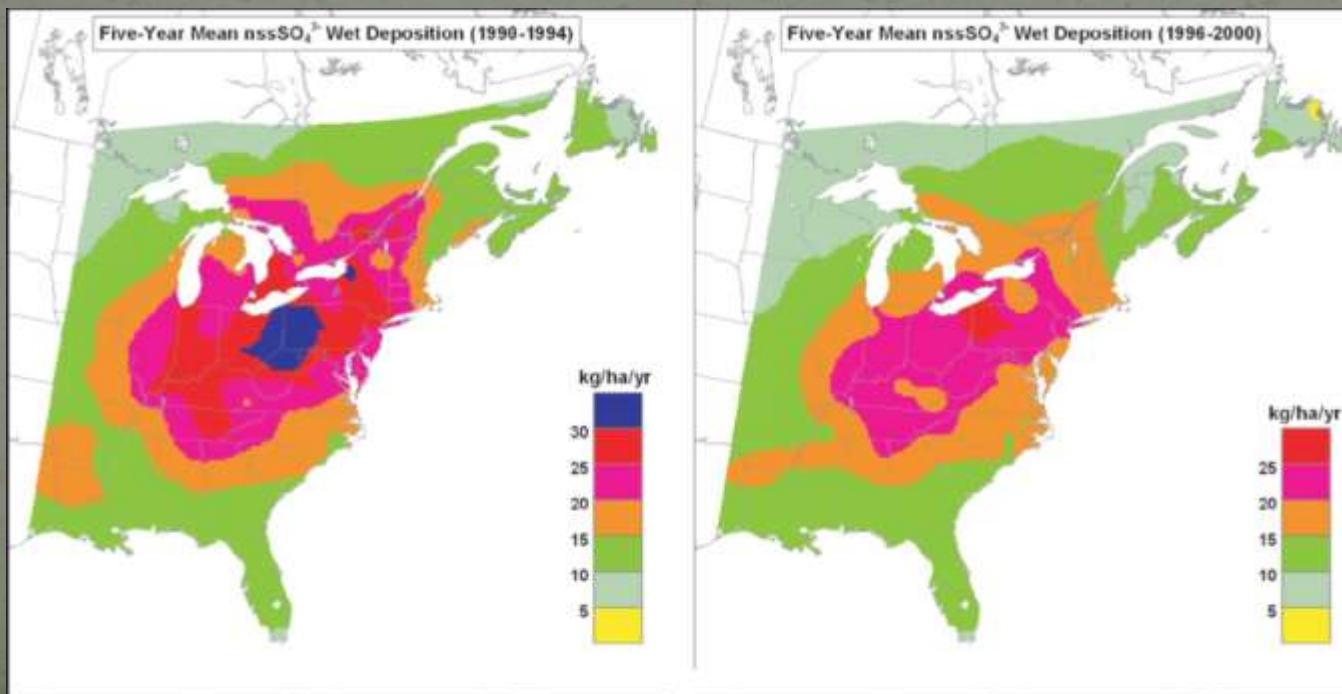 Five-Year Mean nssSO₄²⁻ Wet Deposition (1990-1994)
kg/ha/yr
30
25
20
15
10
5
Five-Year Mean nssSO₄²⁻ Wet Deposition (1996-2000)
kg/ha/yr
25
20
15
10
5